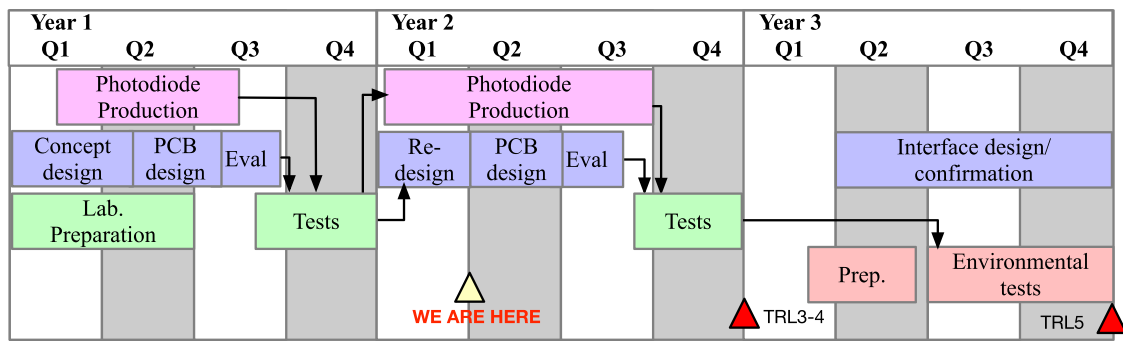 Year 1
Year 2
Year 3
Q1 Q2 Q3 Q4 Q1 Q2 Q3 Q4 Q1 Q2 Q3 Q4
Photodiode
Production
Photodiode
Production
Concept
design
PCB
design
Eval
Re-
design
PCB
design
Eval
Interface design/
confirmation
Lab.
Preparation
Tests
Tests
Prep.
Environmental
tests
WE ARE HERE
TRL3-4
TRL5